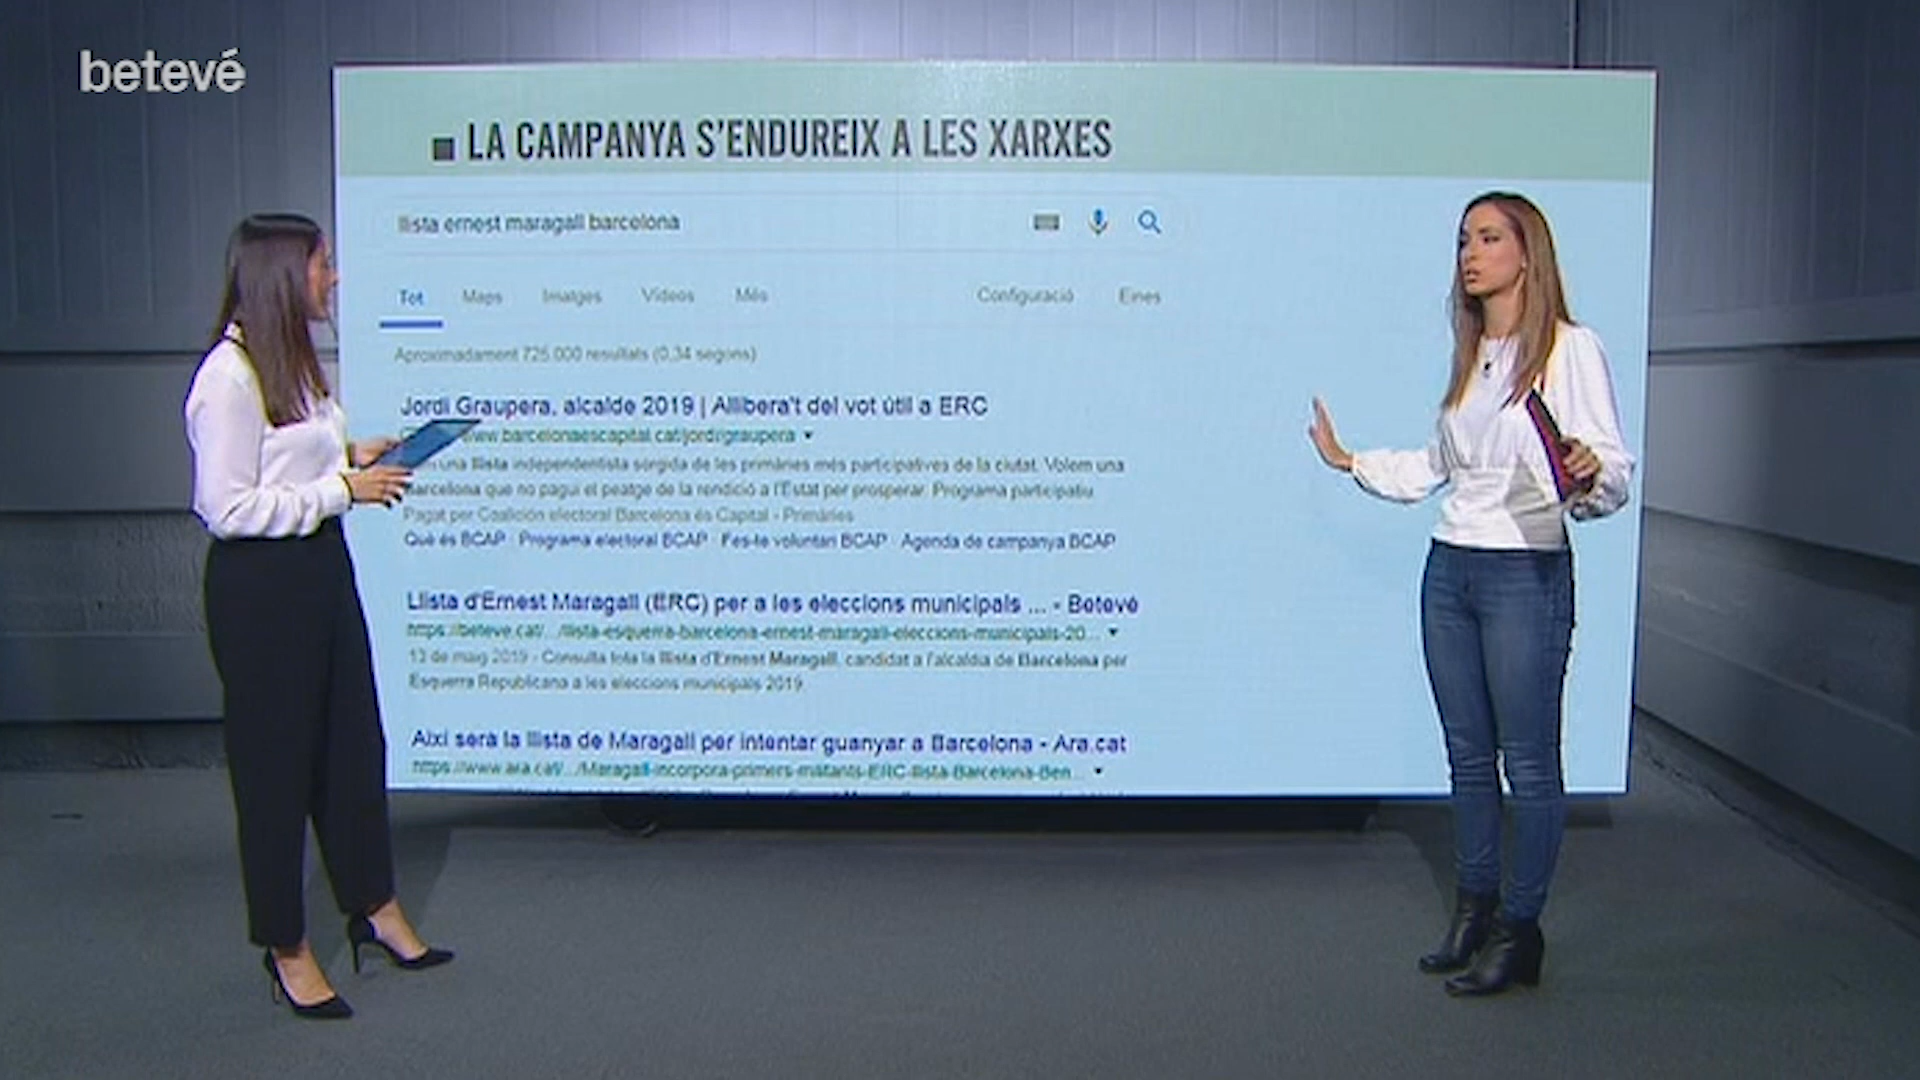 betevé
LA CAMPANYA S'ENDUREIX A LES XARXES
llista ernest maragall barcelona
Tot Maps Imatges Vídeos Més Configuració Eines
Aproximadament 725.000 resultats (0,34 segons)
Jordi Graupera, alcalde 2019 | Allibera't del vot útil a ERC
www.barcelonaescapital.cat/jordi/graupera
una llista independentista sorgida de les primàries més participatives de la ciutat. Volem una
Barcelona que no pagui el peatge de la rendició a l'Estat per prosperar. Programa participatiu
Pagat per Coalición electoral Barcelona és Capital - Primàries
Què és BCAP · Programa electoral BCAP · Fes-te voluntari BCAP · Agenda de campanya BCAP
Llista d'Ernest Maragall (ERC) per a les eleccions municipals ... - Betevé
https://beteve.cat/.../llista-esquerra-barcelona-ernest-maragall-eleccions-municipals-20...
13 de maig 2019 - Consulta tota la llista d'Ernest Maragall, candidat a l'alcaldia de Barcelona per
Esquerra Republicana a les eleccions municipals 2019
Així serà la llista de Maragall per intentar guanyar a Barcelona - Ara.cat
https://www.ara.cat/.../Maragall-incorpora-primers-militants-ERC-llista-Barcelona-Ben...